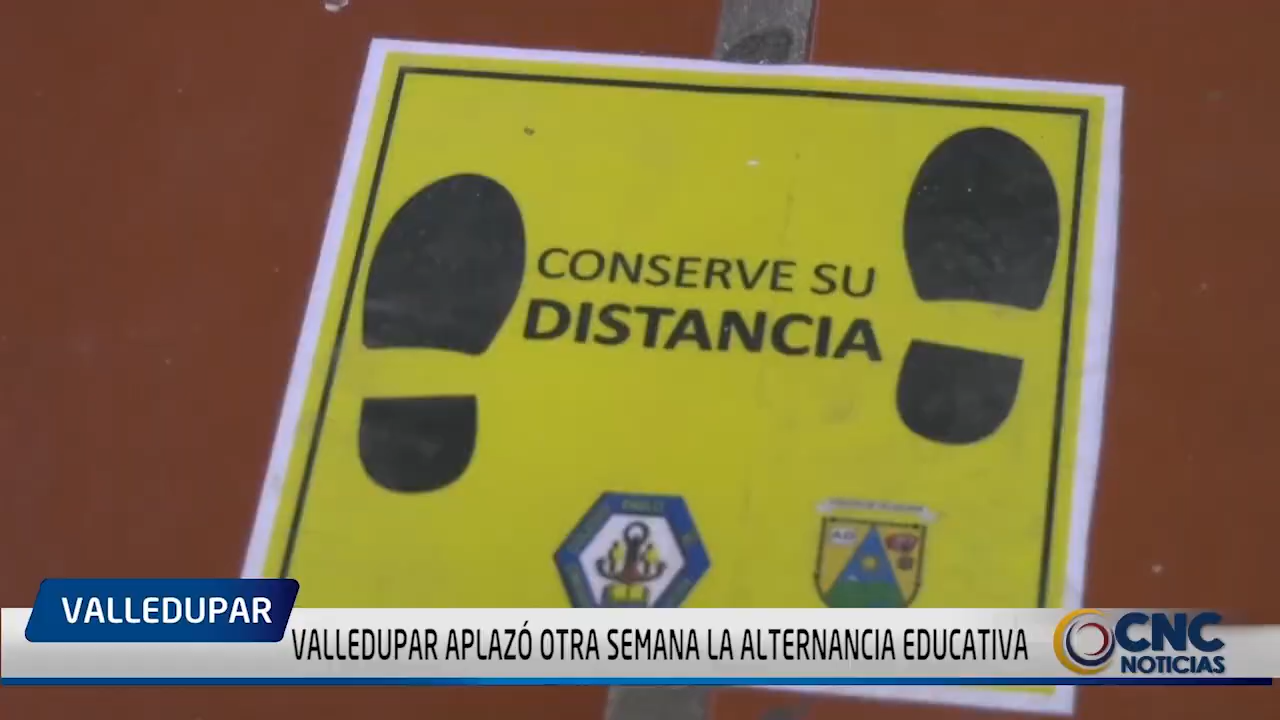 CONSERVE SU
DISTANCIA
VALLEDUPAR
VALLEDUPAR APLAZÓ OTRA SEMANA LA ALTERNANCIA EDUCATIVA
CNC
NOTICIAS